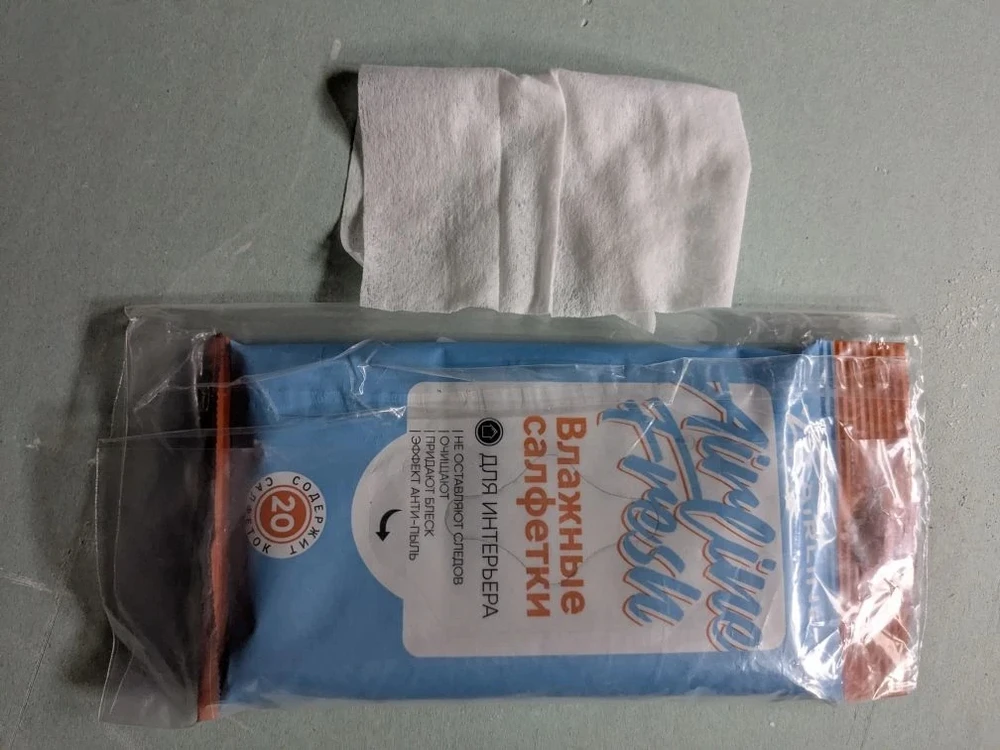 Airline
Fresh
Влажные
салфетки
ДЛЯ ИНТЕРЬЕРА
|НЕ ОСТАВЛЯЮТ СЛЕДОВ
|ОЧИЩАЮТ
|ПРИДАЮТ БЛЕСК
|ЭФФЕКТ АНТИ-ПЫЛЬ
СОДЕРЖИТ
20
САЛФЕТОК